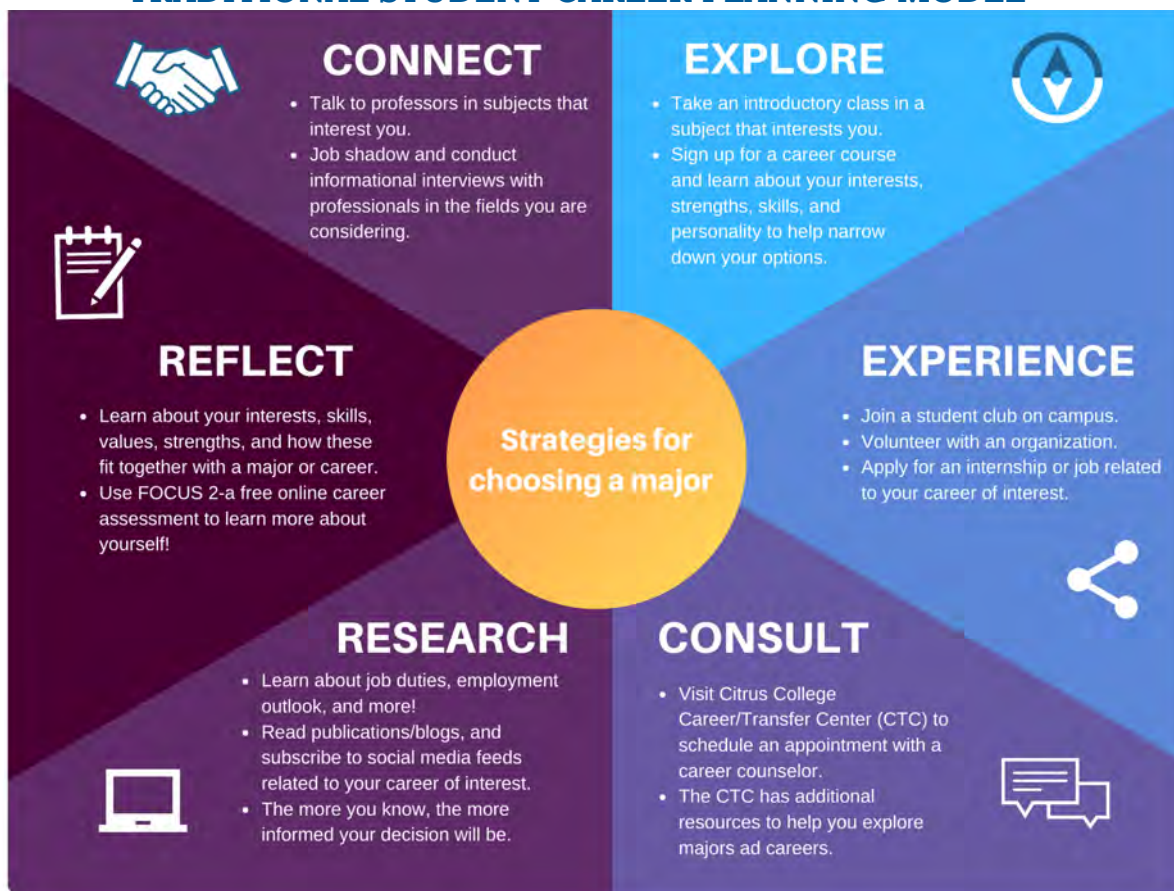 TRADITIONAL STUDENT CAREER PLANNING MODEL
CONNECT
• Talk to professors in subjects that
interest you.
• Job shadow and conduct
informational interviews with
professionals in the fields you are
considering.
EXPLORE
• Take an introductory class in a
subject that interests you.
• Sign up for a career course
and learn about your interests,
strengths, skills, and
personality to help narrow
down your options.
REFLECT
• Learn about your interests, skills,
values, strengths, and how these
fit together with a major or career.
• Use FOCUS 2-a free online career
assessment to learn more about
yourself!
Strategies for
choosing a major
EXPERIENCE
• Join a student club on campus.
• Volunteer with an organization.
• Apply for an internship or job related
to your career of interest.
RESEARCH
• Learn about job duties, employment
outlook, and more!
• Read publications/blogs, and
subscribe to social media feeds
related to your career of interest.
• The more you know, the more
informed your decision will be.
CONSULT
• Visit Citrus College
Career/Transfer Center (CTC) to
schedule an appointment with a
career counselor.
• The CTC has additional
resources to help you explore
majors ad careers.